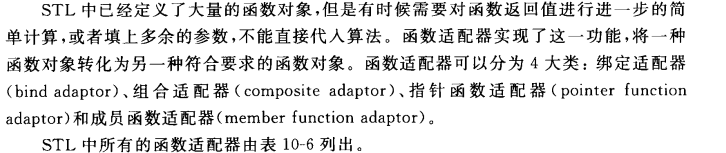 STL 中已经定义了大量的函数对象,但是有时候需要对函数返回值进行进一步的简
单计算,或者填上多余的参数,不能直接代入算法。函数适配器实现了这一功能,将一种
函数对象转化为另一种符合要求的函数对象。函数适配器可以分为 4 大类:绑定适配器
(bind adaptor)、组合适配器(composite adaptor)、指针函数适配器(pointer function
adaptor)和成员函数适配器(member function adaptor)。
STL 中所有的函数适配器由表 10-6 列出。